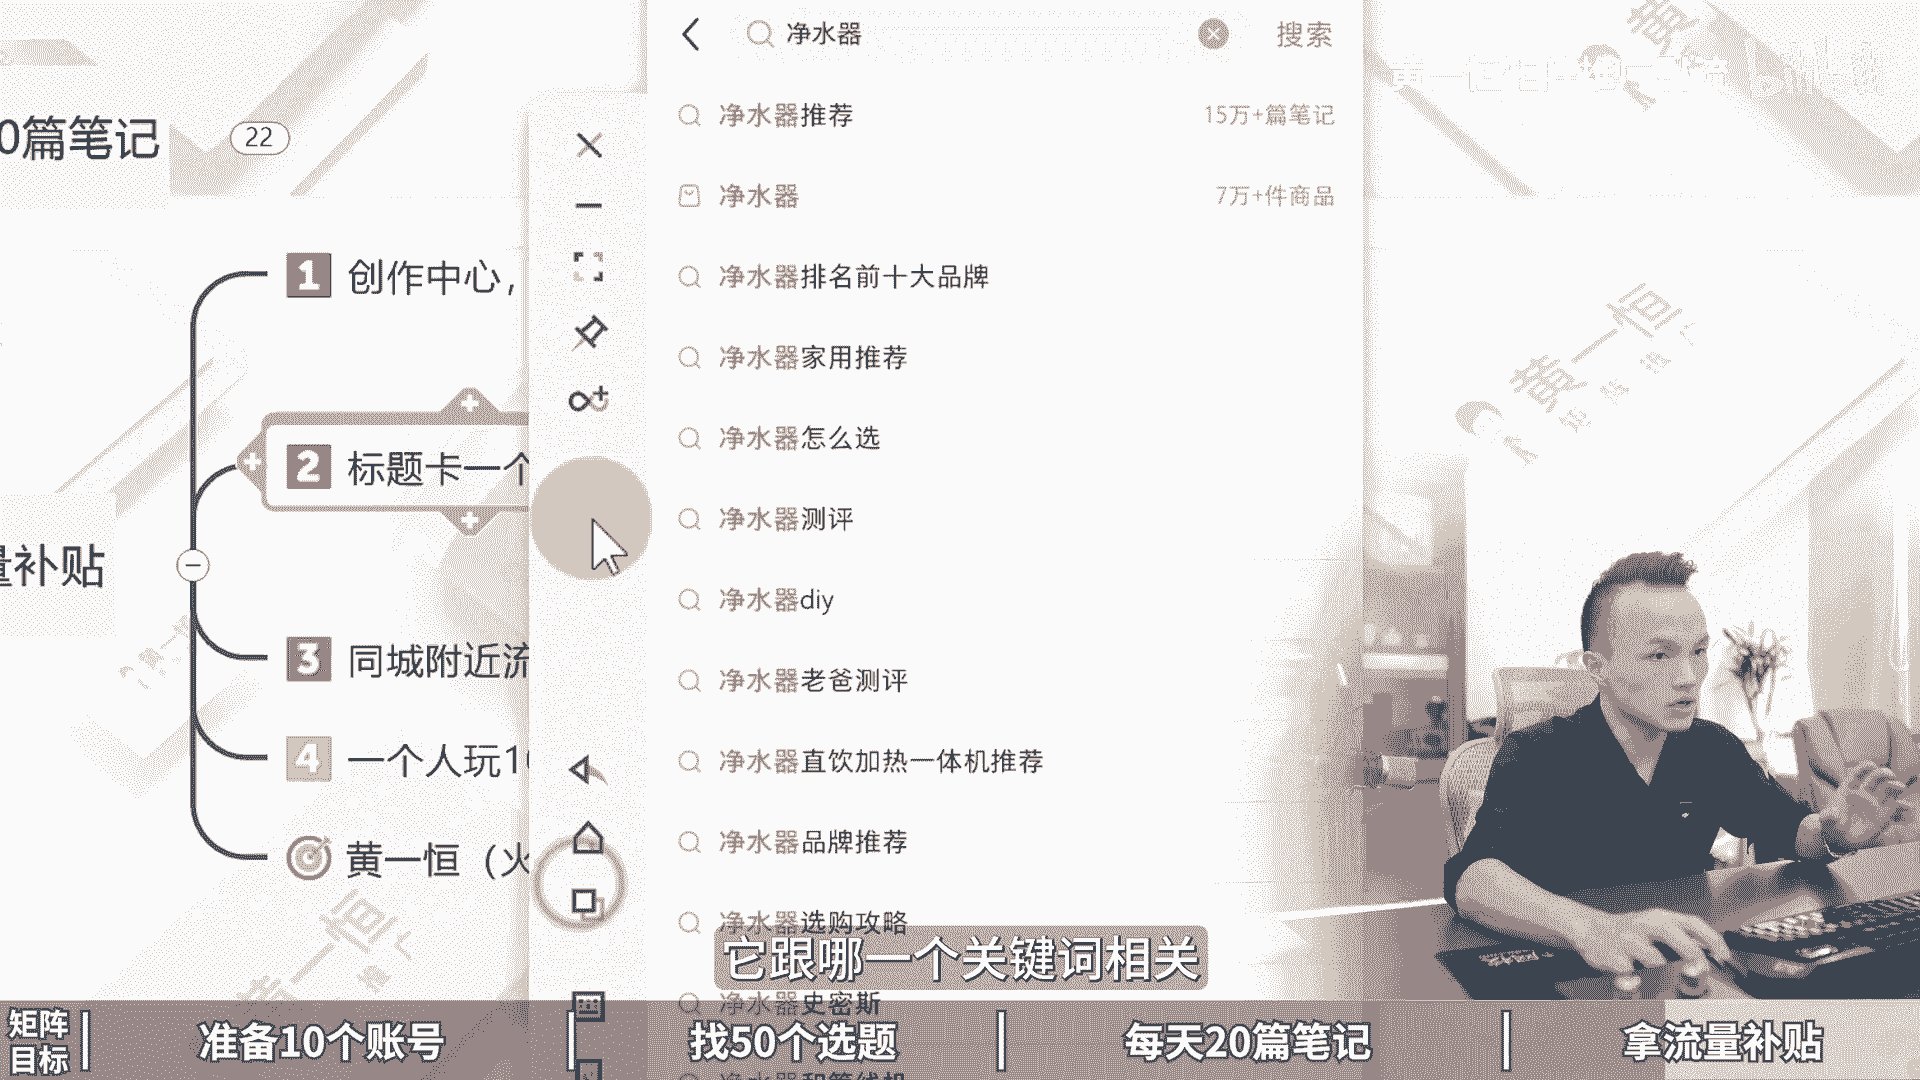 净水器
搜索
净水器推荐
15万+篇笔记
净水器
7万+件商品
净水器排名前十大品牌
净水器家用推荐
净水器怎么选
净水器测评
净水器diy
净水器老爸测评
净水器直饮加热一体机推荐
净水器品牌推荐
净水器选购攻略
净水器史密斯
0篇笔记
22
1 创作中心，
2 标题卡一个
3 同城附近流
量补贴
4 一个人玩1
黄一恒（火
黄一恒
黄一恒
它跟哪一个关键词相关
矩阵
目标
准备10个账号
找50个选题
每天20篇笔记
拿流量补贴